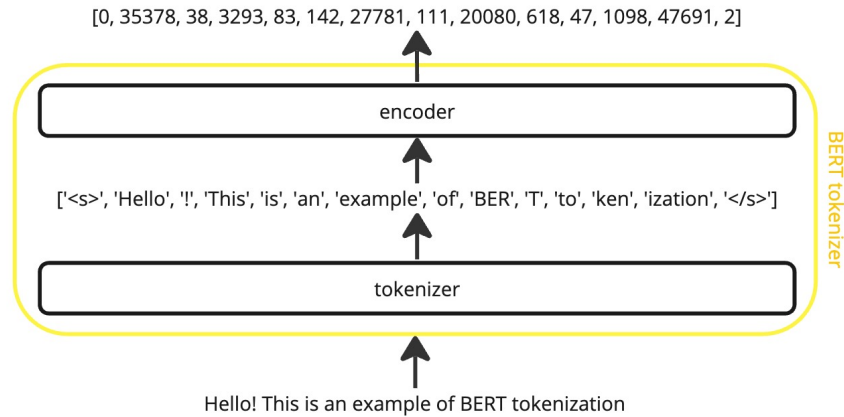 [0, 35378, 38, 3293, 83, 142, 27781, 111, 20080, 618, 47, 1098, 47691, 2]
encoder
['<s>', 'Hello', '!', 'This', 'is', 'an', 'example', 'of', 'BER', 'T', 'to', 'ken', 'ization', '</s>']
tokenizer
Hello! This is an example of BERT tokenization
BERT tokenizer